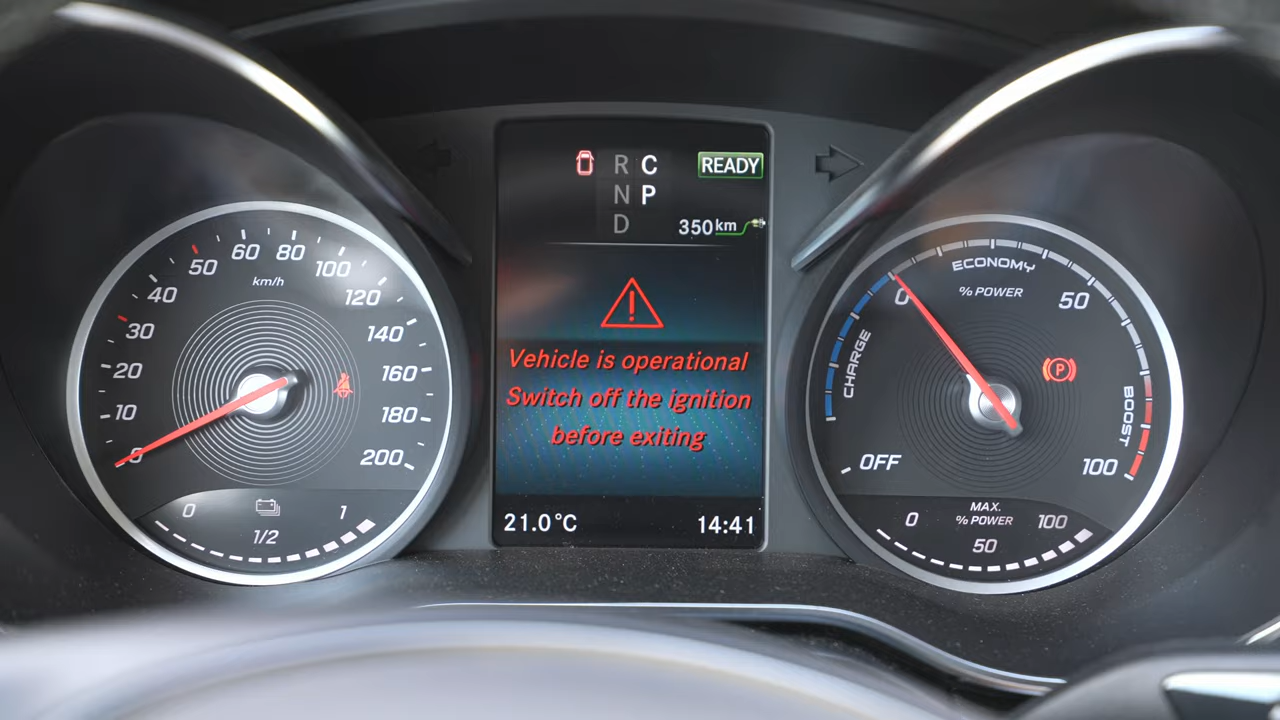 R C
READY
N P
D
350 km
Vehicle is operational
Switch off the ignition
before exiting
21.0°C
14:41
0
10
20
30
40
50
60
80
100
120
140
160
180
200
km/h
0
1/2
1
ECONOMY
% POWER
0
50
100
CHARGE
BOOST
OFF
P
MAX.
% POWER
0
50
100